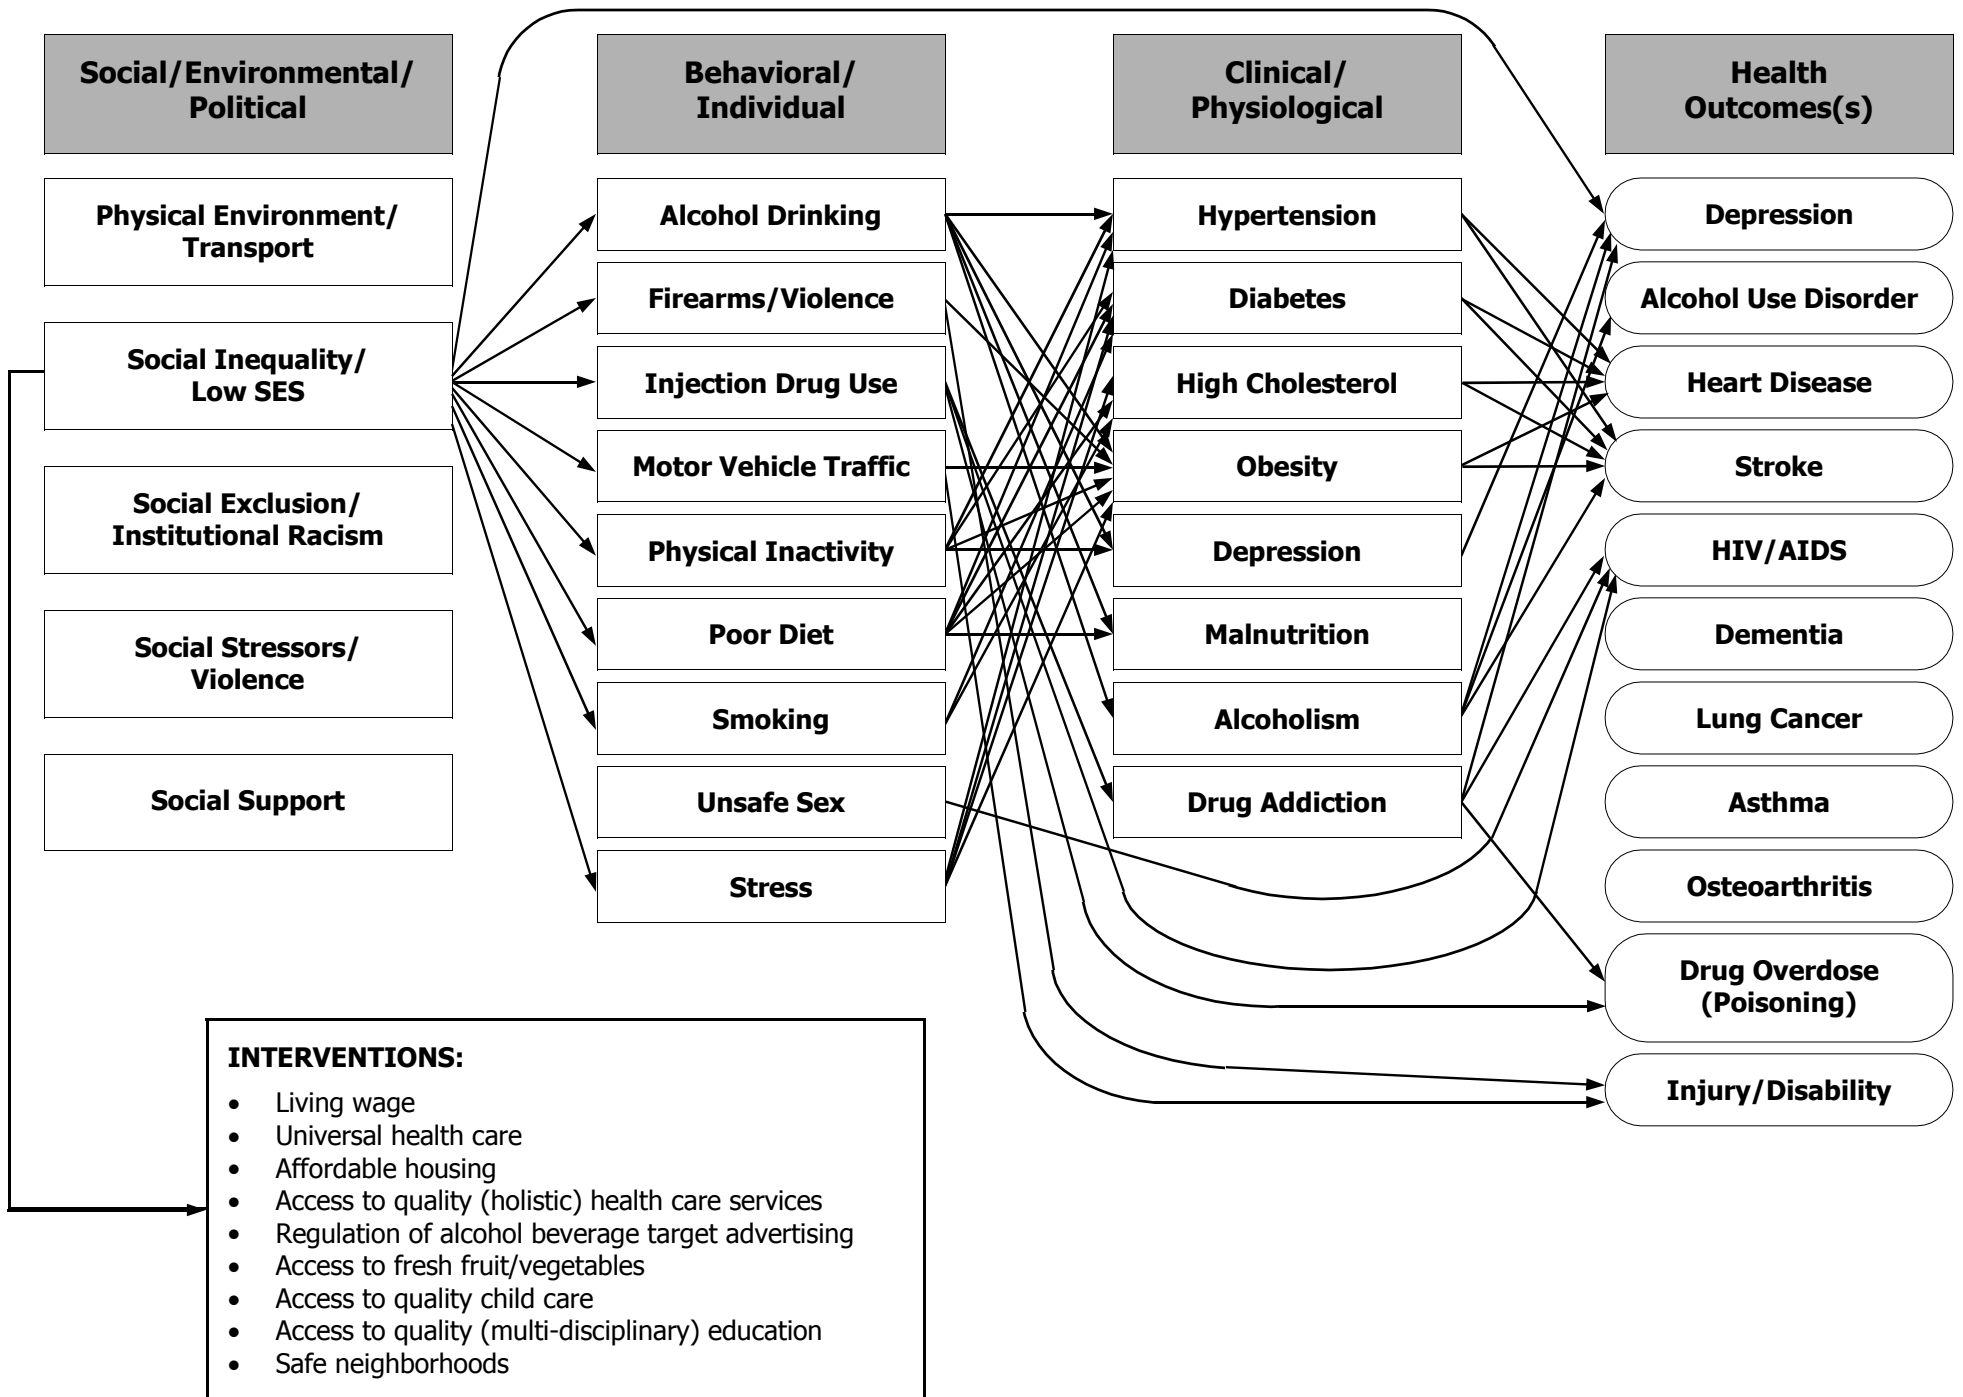 Social/Environmental/
Political
Behavioral/
Individual
Clinical/
Physiological
Health
Outcomes(s)
Physical Environment/
Transport
Social Inequality/
Low SES
Social Exclusion/
Institutional Racism
Social Stressors/
Violence
Social Support
Alcohol Drinking
Firearms/Violence
Injection Drug Use
Motor Vehicle Traffic
Physical Inactivity
Poor Diet
Smoking
Unsafe Sex
Stress
Hypertension
Diabetes
High Cholesterol
Obesity
Depression
Malnutrition
Alcoholism
Drug Addiction
Depression
Alcohol Use Disorder
Heart Disease
Stroke
HIV/AIDS
Dementia
Lung Cancer
Asthma
Osteoarthritis
Drug Overdose
(Poisoning)
Injury/Disability
INTERVENTIONS:
• Living wage
• Universal health care
• Affordable housing
• Access to quality (holistic) health care services
• Regulation of alcohol beverage target advertising
• Access to fresh fruit/vegetables
• Access to quality child care
• Access to quality (multi-disciplinary) education
• Safe neighborhoods